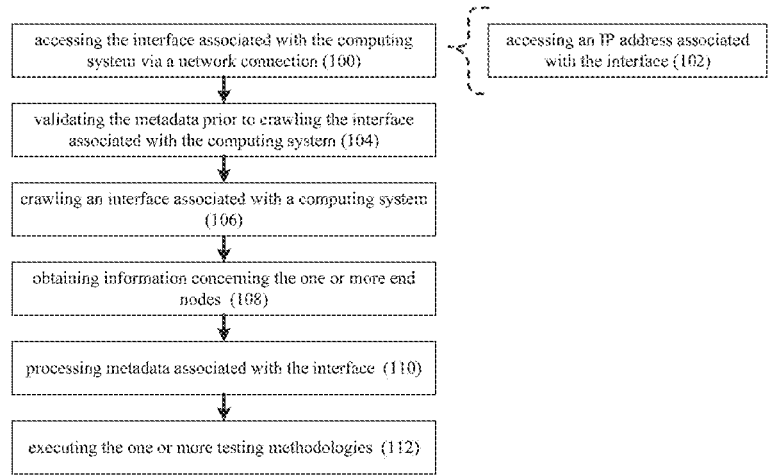 accessing the interface associated with the computing
system via a network connection (100)
accessing an IP address associated
with the interface (102)
validating the metadata prior to crawling the interface
associated with the computing system (104)
crawling an interface associated with a computing system
(106)
obtaining information concerning the one or more end
nodes (108)
processing metadata associated with the interface (110)
executing the one or more testing methodologies (112)